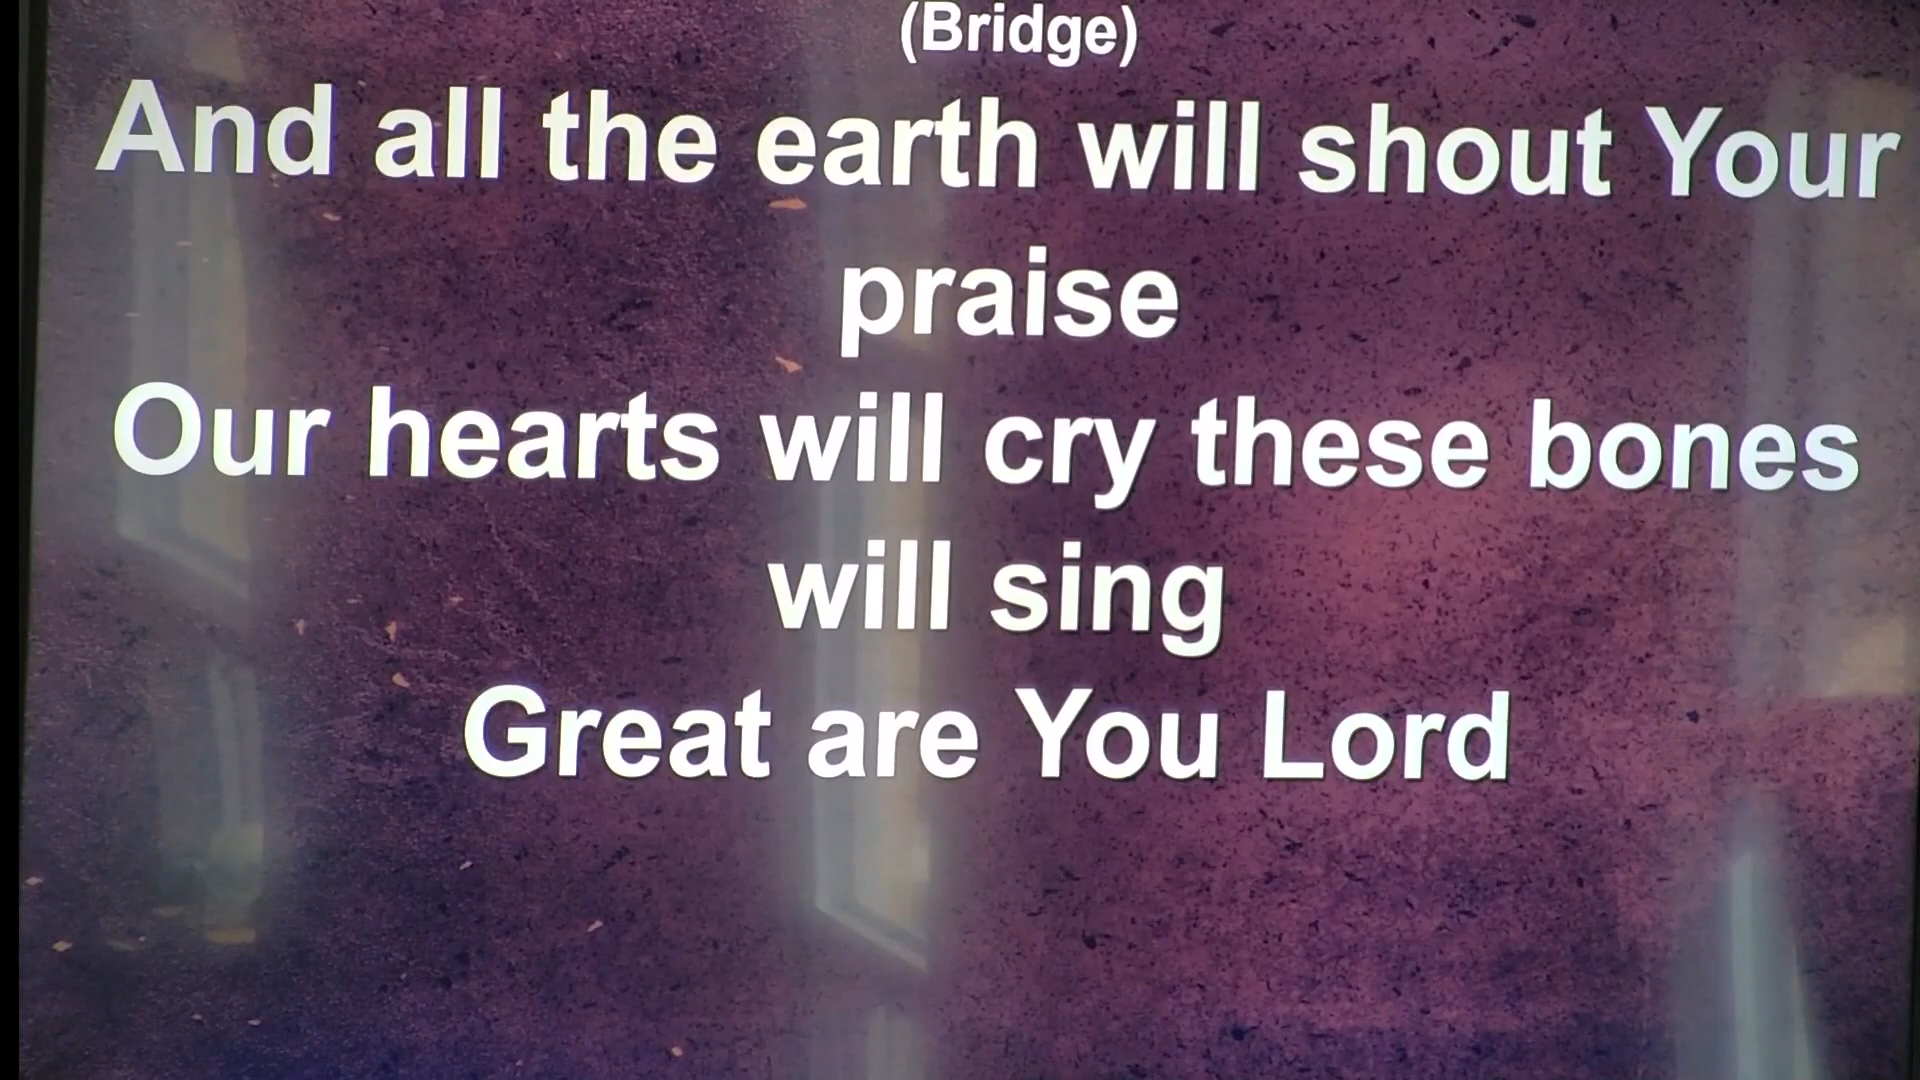 (Bridge)
And all the earth will shout Your
praise
Our hearts will cry these bones
will sing
Great are You Lord